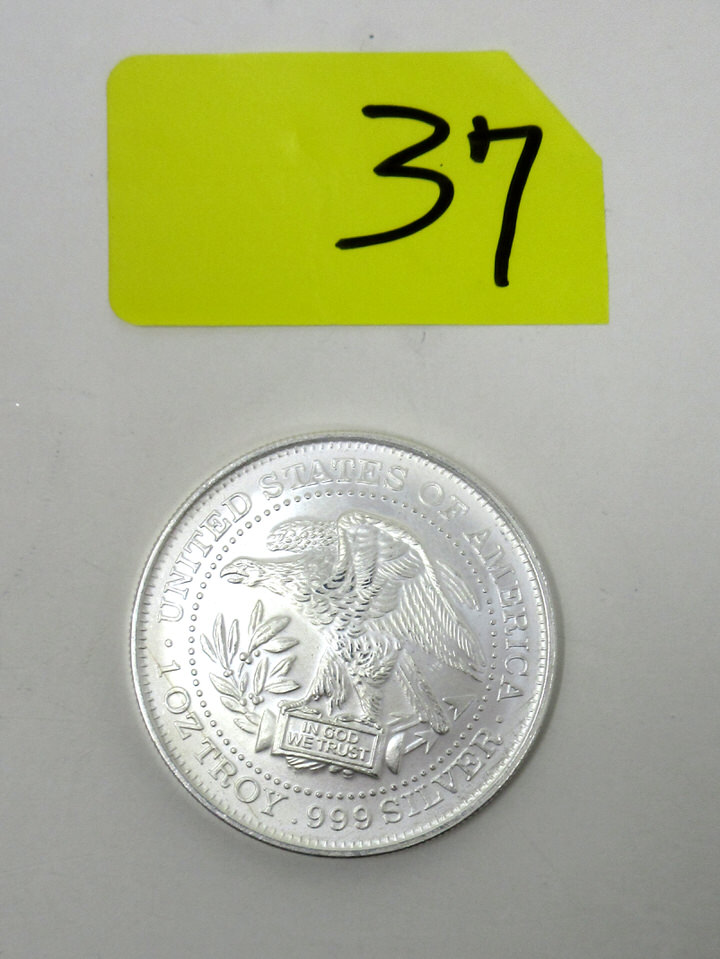 37
UNITED STATES OF AMERICA
IN GOD
WE TRUST
· 1 OZ TROY . 999 SILVER ·